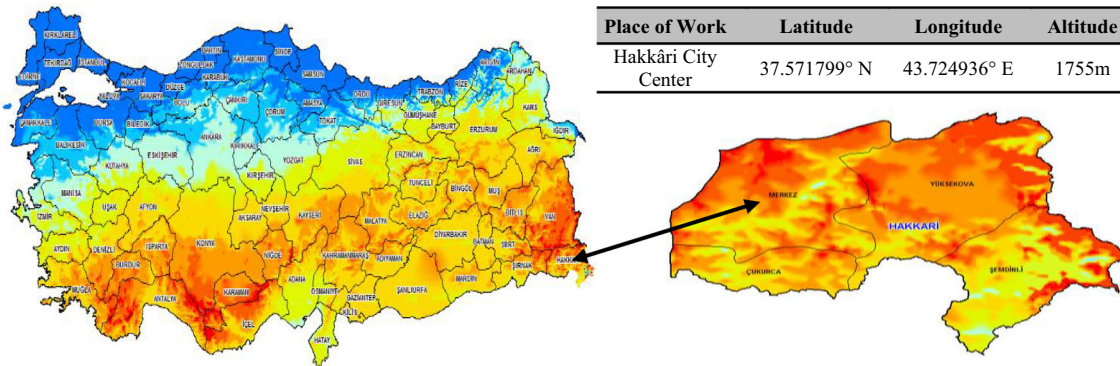 Place of Work Latitude Longitude Altitude
Hakkâri City
Center
37.571799° N 43.724936° E 1755m
KIRKLARELİ
TEKİRDAĞ İSTANBUL
KOCAELİ
YALOVA SAKARYA
DÜZCE
BOLU
ZONGULDAK
BARTIN
KARABÜK
KASTAMONU
SİNOP
SAMSUN
ORDU
GİRESUN
TRABZON
RİZE
ARTVİN
ARDAHAN
KARS
IĞDIR
ÇANAKKALE
BURSA
BİLECİK
ÇANKIRI
ÇORUM
AMASYA
TOKAT
GÜMÜŞHANE
BAYBURT
ERZURUM
AĞRI
BALIKESİR
KÜTAHYA
ESKİŞEHİR
ANKARA
KIRIKKALE
YOZGAT
SİVAS
ERZİNCAN
KIRŞEHİR
TUNCELİ
BİNGÖL
MUŞ
MANİSA
UŞAK
AFYON
İZMİR
NEVŞEHİR
AKSARAY
KAYSERİ
MALATYA
ELAZIĞ
BİTLİS
VAN
AYDIN
DENİZLİ
ISPARTA
KONYA
NİĞDE
KAHRAMANMARAŞ
ADIYAMAN
DİYARBAKIR
BATMAN
SİİRT
ŞIRNAK
HAKKA
BURDUR
MUĞLA
ANTALYA
KARAMAN
İÇEL
ADANA
OSMANİYE
GAZİANTEP
KİLİS
ŞANLIURFA
MARDİN
HATAY
MERKEZ
YÜKSEKOVA
HAKKARİ
ÇUKURCA
ŞEMDİNLİ